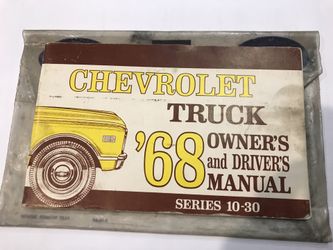 CHEVROLET
TRUCK
'68 OWNER'S
and DRIVER'S
MANUAL
SERIES 10-30